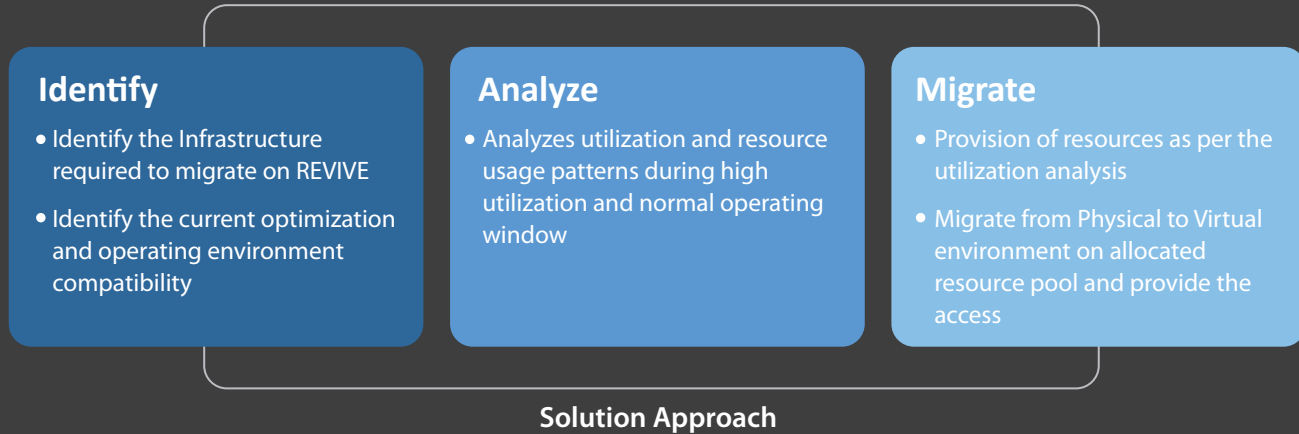 Identify
• Identify the Infrastructure
required to migrate on REVIVE
• Identify the current optimization
and operating environment
compatibility
Analyze
• Analyzes utilization and resource
usage patterns during high
utilization and normal operating
window
Migrate
• Provision of resources as per the
utilization analysis
• Migrate from Physical to Virtual
environment on allocated
resource pool and provide the
access
Solution Approach